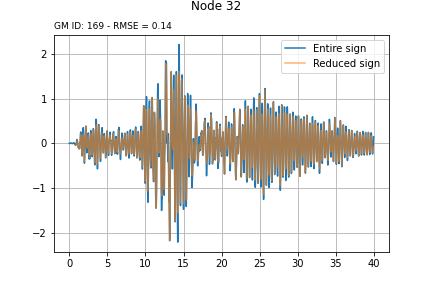 Node 32
GM ID: 169 - RMSE = 0.14
Entire sign
Reduced sign
2
1
0
−1
−2
0 5 10 15 20 25 30 35 40